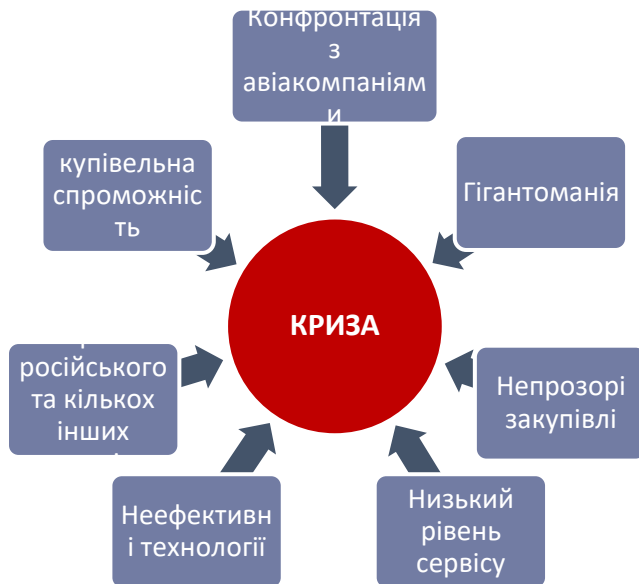 Конфронтація
з
авіакомпаніям
и
купівельна
спроможніс
ть
Гігантоманія
КРИЗА
російського
та кількох
інших
Непрозорі
закупівлі
Неефективн
і технології
Низький
рівень
сервісу